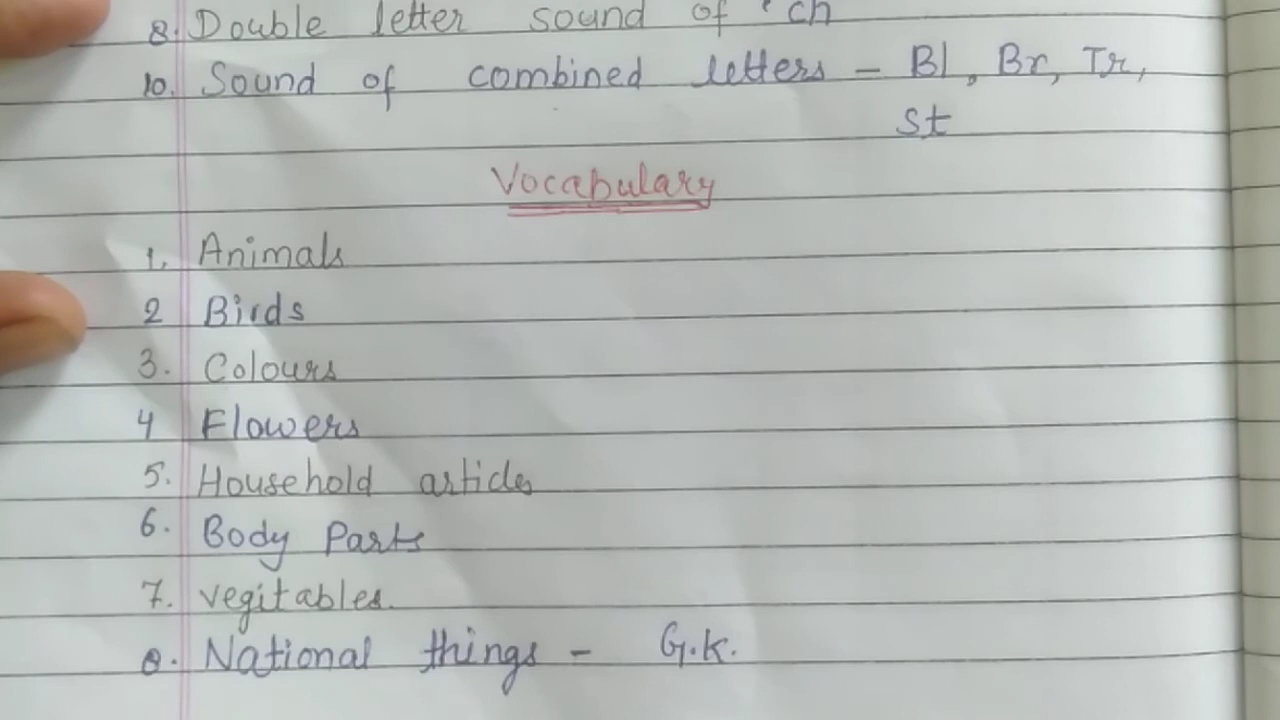 8. Double letter sound of 'ch
10. Sound of combined letters - Bl, Br, Tr,
st
Vocabulary
1. Animals
2 Birds
3. Colours
4 Flowers
5. Household articles
6. Body Parts
7. vegitables.
8. National things - G.K.